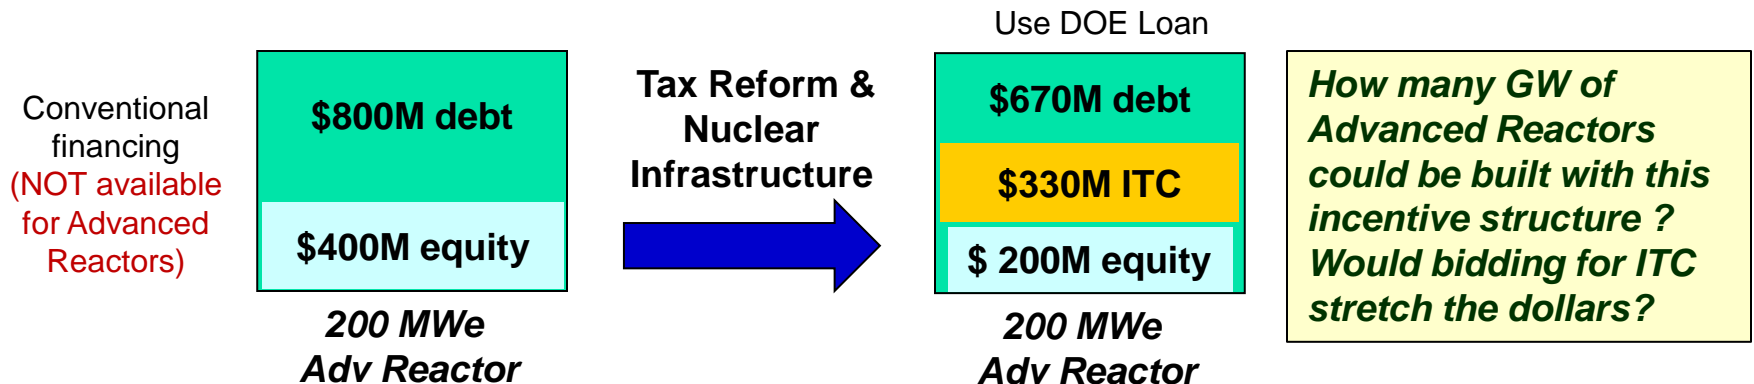 Conventional
financing
(NOT available
for Advanced
Reactors)
$800M debt
$400M equity
200 MWe
Adv Reactor
Tax Reform &
Nuclear
Infrastructure
Use DOE Loan
$670M debt
$330M ITC
$ 200M equity
200 MWe
Adv Reactor
How many GW of
Advanced Reactors
could be built with this
incentive structure ?
Would bidding for ITC
stretch the dollars?